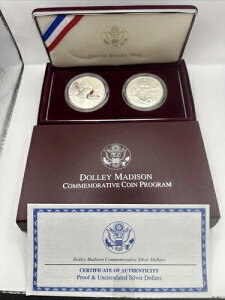 UNITED STATES MINT
DOLLEY MADISON
COMMEMORATIVE COIN PROGRAM
Dolley Madison Commemorative Silver Dollars
CERTIFICATE OF AUTHENTICITY
Proof & Uncirculated Silver Dollars